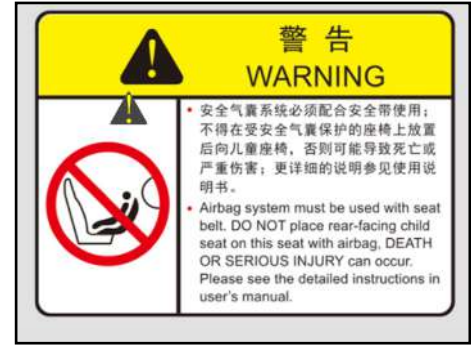 警 告
WARNING
• 安全气囊系统必须配合安全带使用；
不得在受安全气囊保护的座椅上放置
后向儿童座椅，否则可能导致死亡或
严重伤害；更详细的说明参见使用说
明书。
• Airbag system must be used with seat
belt. DO NOT place rear-facing child
seat on this seat with airbag, DEATH
OR SERIOUS INJURY can occur.
Please see the detailed instructions in
user's manual.